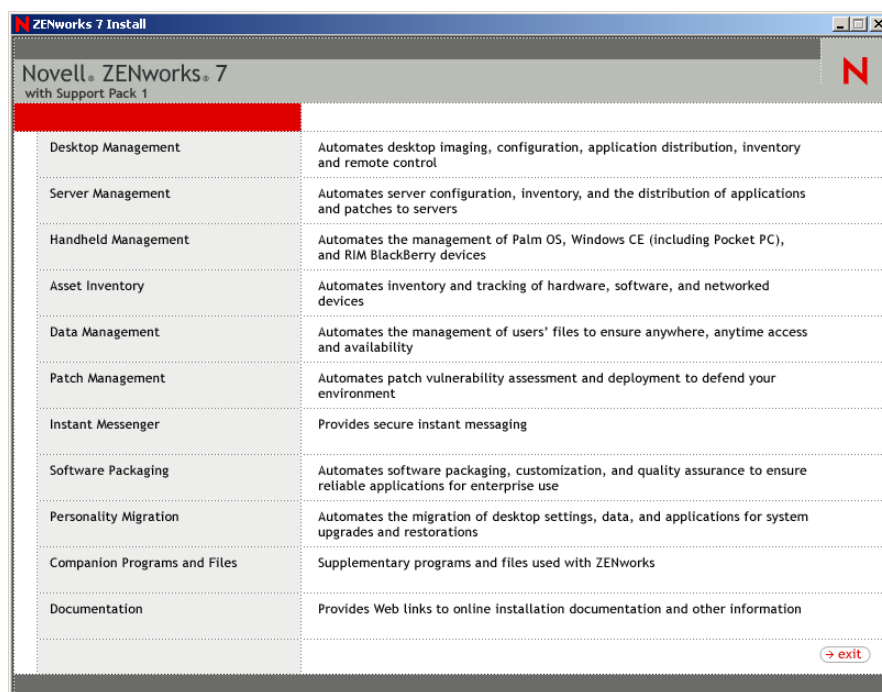 N ZENworks 7 Install
Novell® ZENworks® 7
with Support Pack 1
N
Desktop Management
Automates desktop imaging, configuration, application distribution, inventory
and remote control
Server Management
Automates server configuration, inventory, and the distribution of applications
and patches to servers
Handheld Management
Automates the management of Palm OS, Windows CE (including Pocket PC),
and RIM BlackBerry devices
Asset Inventory
Automates inventory and tracking of hardware, software, and networked
devices
Data Management
Automates the management of users' files to ensure anywhere, anytime access
and availability
Patch Management
Automates patch vulnerability assessment and deployment to defend your
environment
Instant Messenger
Provides secure instant messaging
Software Packaging
Automates software packaging, customization, and quality assurance to ensure
reliable applications for enterprise use
Personality Migration
Automates the migration of desktop settings, data, and applications for system
upgrades and restorations
Companion Programs and Files
Supplementary programs and files used with ZENworks
Documentation
Provides Web links to online installation documentation and other information
→ exit